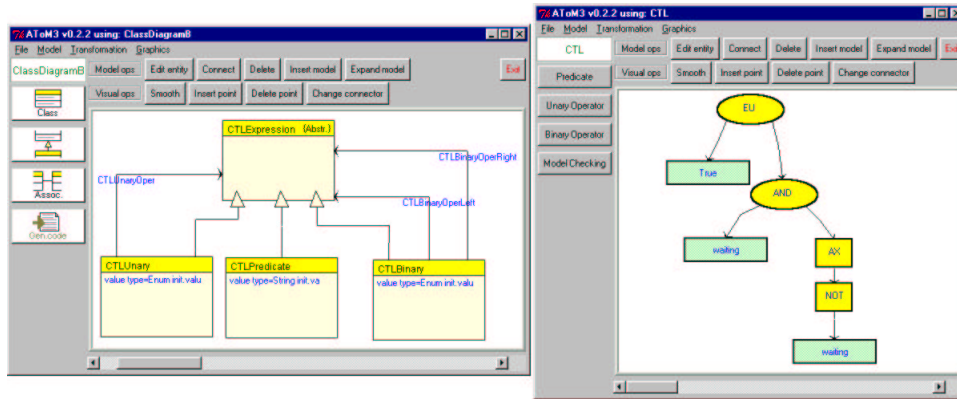 AToM3 v0.2.2 using: ClassDiagramB
File Model Transformation Graphics
ClassDiagramB
Model ops Edit entity Connect Delete Insert model Expand model Exit
Visual ops Smooth Insert point Delete point Change connector
Class
Assoc.
Gen.code
CTLExpression (Abstr.)
CTLUnaryOper
CTLBinaryOperRight
CTLBinaryOperLeft
CTLUnary
value type=Enum init.valu
CTLPredicate
value type=String init.va
CTLBinary
value type=Enum init.valu
AToM3 v0.2.2 using: CTL
File Model Transformation Graphics
CTL
Model ops Edit entity Connect Delete Insert model Expand model Exi
Visual ops Smooth Insert point Delete point Change connector
Predicate
Unary Operator
Binary Operator
Model Checking
EU
True
AND
waiting
AX
NOT
waiting